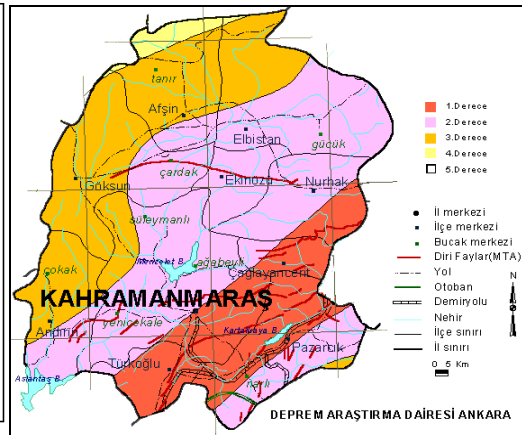 tanır
Afşin
Elbistan
gücük
çardak
Göksun
Ekinözü
Nurhak
süleymanlı
Menzelet B.
ağabeyli
Çağlayancerit
çokak
KAHRAMANMARAŞ
Andırın
yenicekale
Kartalkaya B.
Pazarcık
Türkoğlu
Aslantaş B.
narlı
1.Derece
2.Derece
3.Derece
4.Derece
5.Derece
İl merkezi
İlçe merkezi
Bucak merkezi
Diri Faylar(MTA)
Yol
Otoban
Demiryolu
Nehir
İlçe sınırı
İl sınırı
N
0 5 Km
DEPREM ARAŞTIRMA DAİRESİ ANKARA